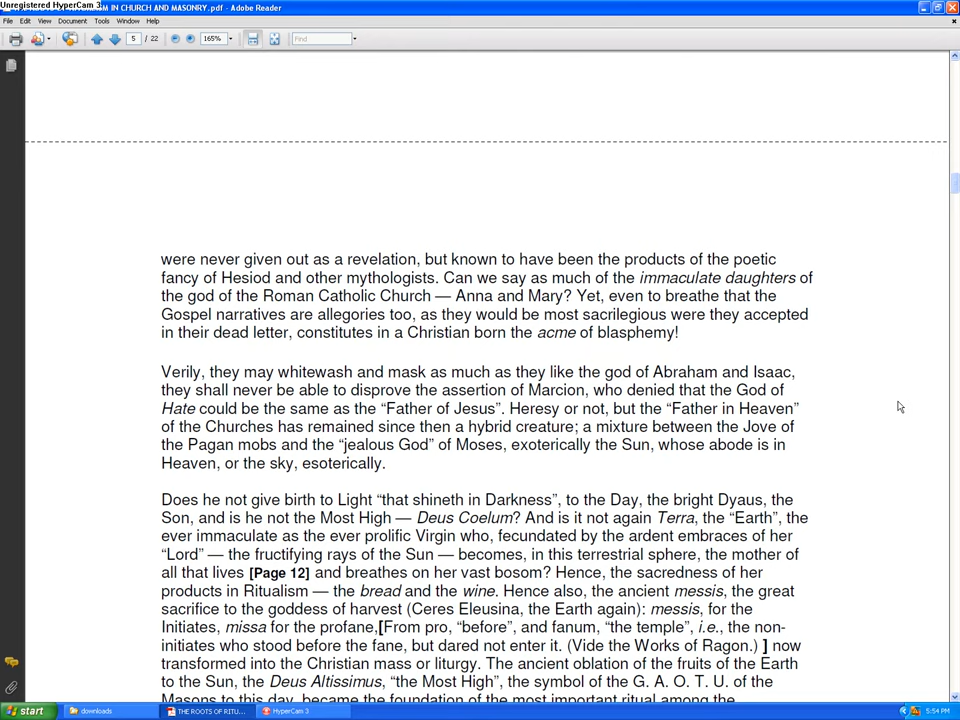 Unregistered HyperCam 3
M IN CHURCH AND MASONRY.pdf - Adobe Reader
File Edit View Document Tools Window Help
5 / 22 165% Find
were never given out as a revelation, but known to have been the products of the poetic
fancy of Hesiod and other mythologists. Can we say as much of the immaculate daughters of
the god of the Roman Catholic Church — Anna and Mary? Yet, even to breathe that the
Gospel narratives are allegories too, as they would be most sacrilegious were they accepted
in their dead letter, constitutes in a Christian born the acme of blasphemy!
Verily, they may whitewash and mask as much as they like the god of Abraham and Isaac,
they shall never be able to disprove the assertion of Marcion, who denied that the God of
Hate could be the same as the “Father of Jesus”. Heresy or not, but the “Father in Heaven”
of the Churches has remained since then a hybrid creature; a mixture between the Jove of
the Pagan mobs and the “jealous God” of Moses, exoterically the Sun, whose abode is in
Heaven, or the sky, esoterically.
Does he not give birth to Light “that shineth in Darkness”, to the Day, the bright Dyaus, the
Son, and is he not the Most High — Deus Coelum? And is it not again Terra, the “Earth”, the
ever immaculate as the ever prolific Virgin who, fecundated by the ardent embraces of her
“Lord” — the fructifying rays of the Sun — becomes, in this terrestrial sphere, the mother of
all that lives [Page 12] and breathes on her vast bosom? Hence, the sacredness of her
products in Ritualism — the bread and the wine. Hence also, the ancient messis, the great
sacrifice to the goddess of harvest (Ceres Eleusina, the Earth again): messis, for the
Initiates, missa for the profane,[From pro, “before”, and fanum, “the temple”, i.e., the non-
initiates who stood before the fane, but dared not enter it. (Vide the Works of Ragon.) ] now
transformed into the Christian mass or liturgy. The ancient oblation of the fruits of the Earth
to the Sun, the Deus Altissimus, “the Most High”, the symbol of the G. A. O. T. U. of the
Masons to this day, became the foundation of the most important ritual among the
start downloads THE ROOTS OF RITU... HyperCam 3 5:54 PM